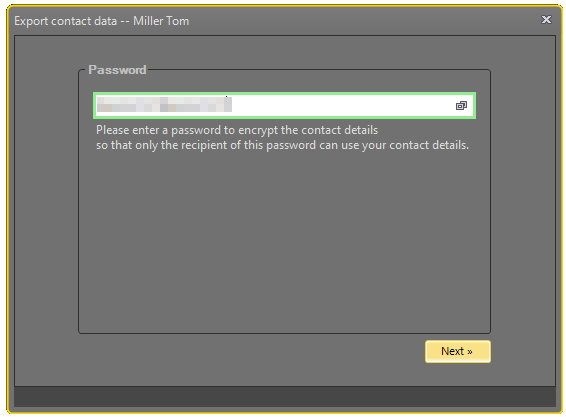 Export contact data -- Miller Tom
Password
Please enter a password to encrypt the contact details
so that only the recipient of this password can use your contact details.
Next »